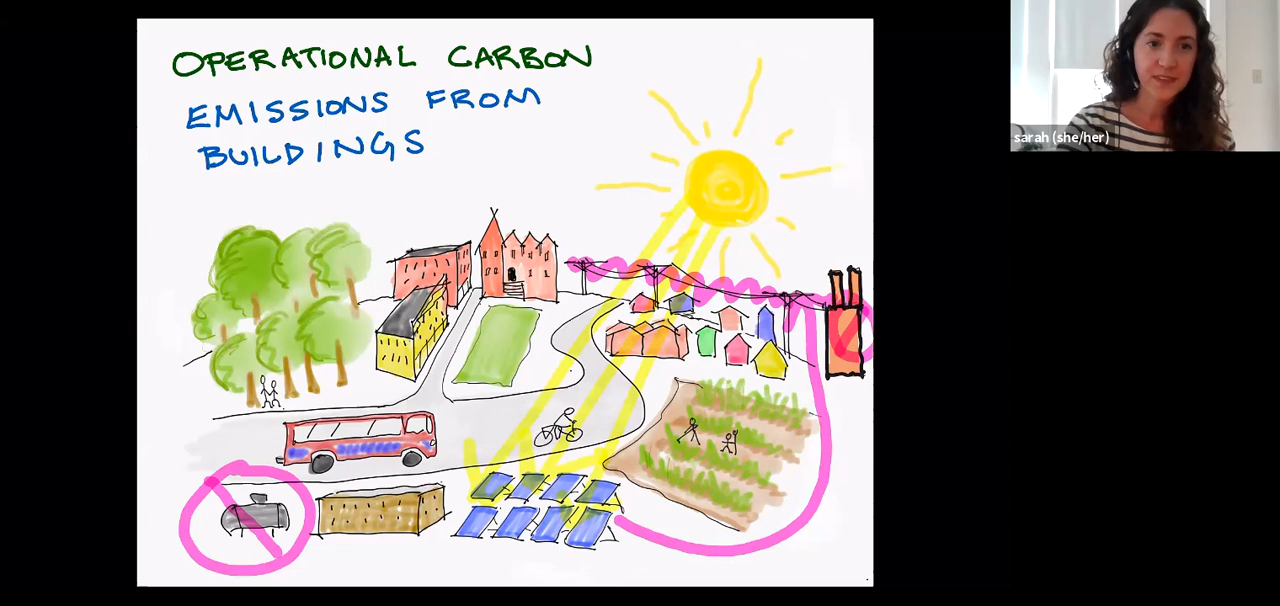 OPERATIONAL CARBON
EMISSIONS FROM
BUILDINGS
sarah (she/her)